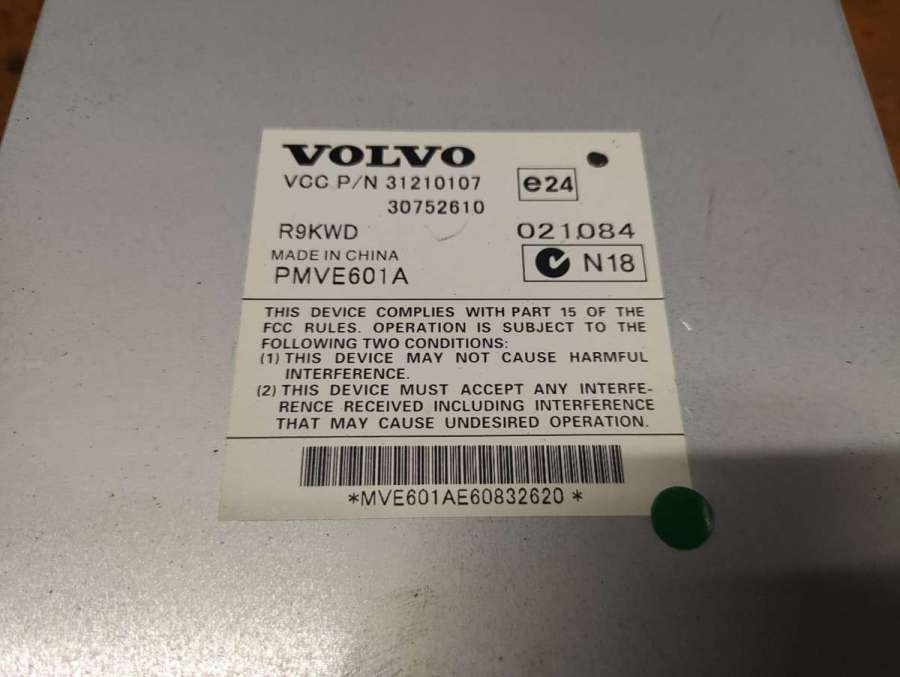 VOLVO
VCC P/N 31210107
30752610
e24
R9KWD
021084
MADE IN CHINA
PMVE601A
N18
THIS DEVICE COMPLIES WITH PART 15 OF THE
FCC RULES. OPERATION IS SUBJECT TO THE
FOLLOWING TWO CONDITIONS:
(1) THIS DEVICE MAY NOT CAUSE HARMFUL
INTERFERENCE.
(2) THIS DEVICE MUST ACCEPT ANY INTERFE-
RENCE RECEIVED INCLUDING INTERFERENCE
THAT MAY CAUSE UNDESIRED OPERATION.
*MVE601AE60832620*